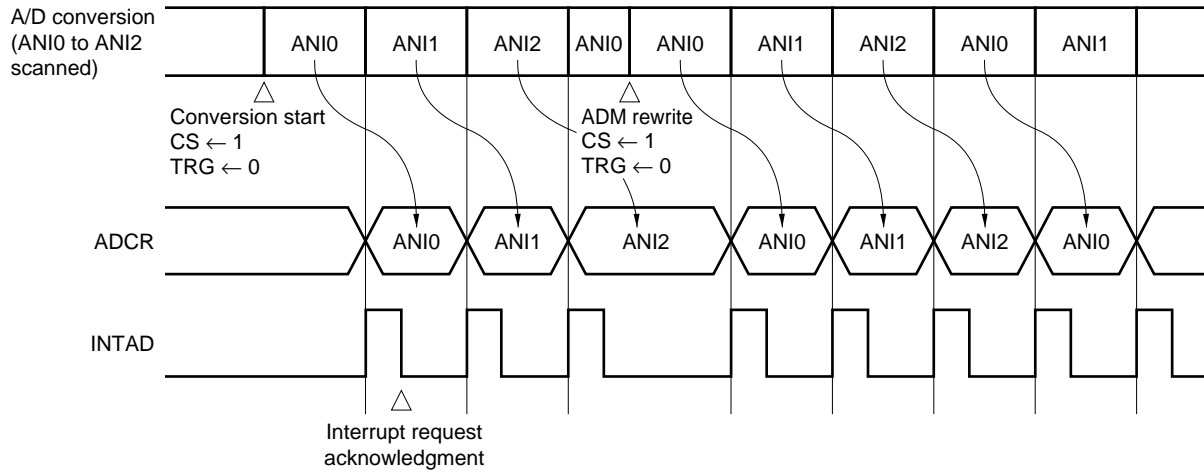 A/D conversion
(ANI0 to ANI2
scanned)
ANI0 ANI1 ANI2 ANI0 ANI0 ANI1 ANI2 ANI0 ANI1
Conversion start
CS ← 1
TRG ← 0
ADM rewrite
CS ← 1
TRG ← 0
ADCR
ANI0 ANI1 ANI2 ANI0 ANI1 ANI2 ANI0
INTAD
Interrupt request
acknowledgment